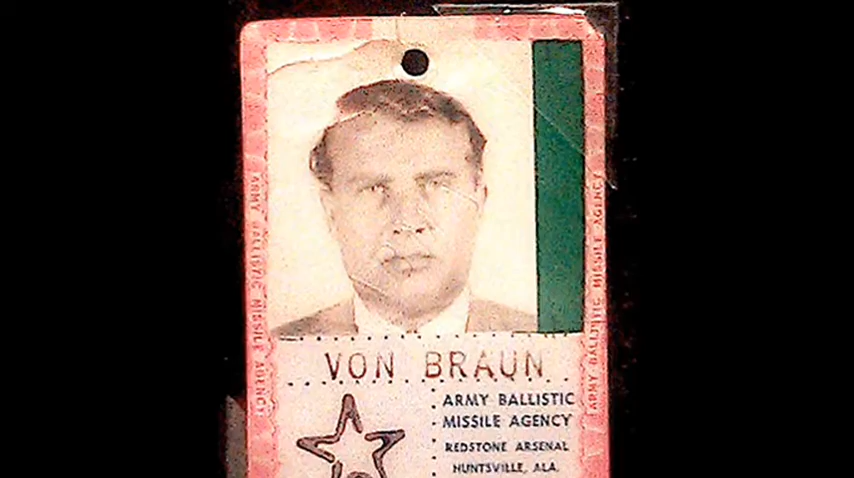 VON BRAUN
ARMY BALLISTIC
MISSILE AGENCY
REDSTONE ARSENAL
HUNTSVILLE, ALA.
ARMY BALLISTIC MISSILE AGENCY
ARMY BALLISTIC MISSILE AGENCY